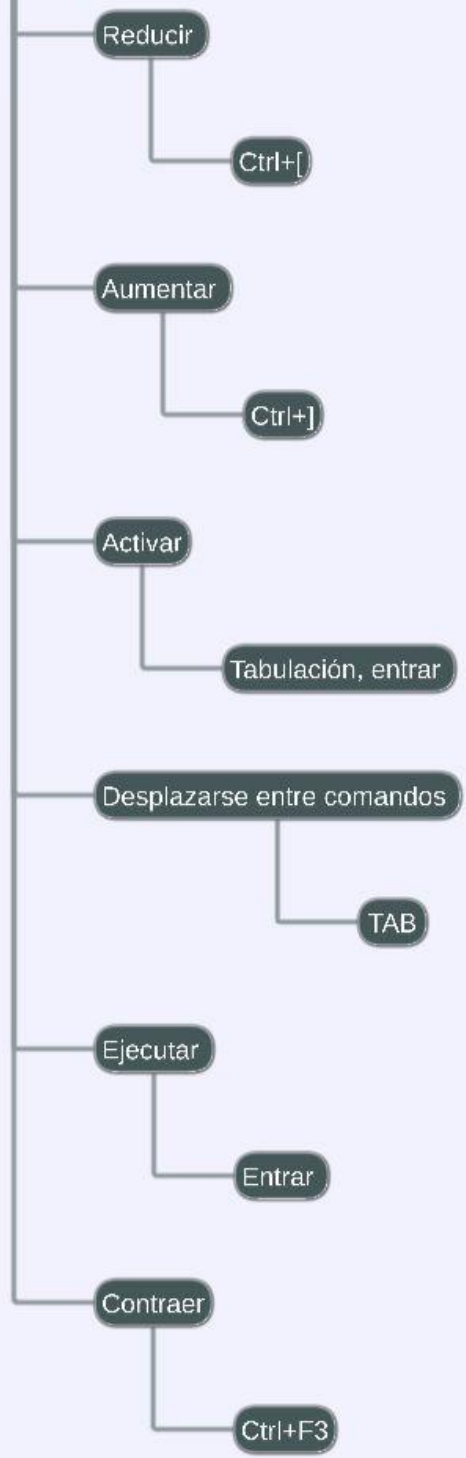 Reducir
Ctrl+[
Aumentar
Ctrl+]
Activar
Tabulación, entrar
Desplazarse entre comandos
TAB
Ejecutar
Entrar
Contraer
Ctrl+F3